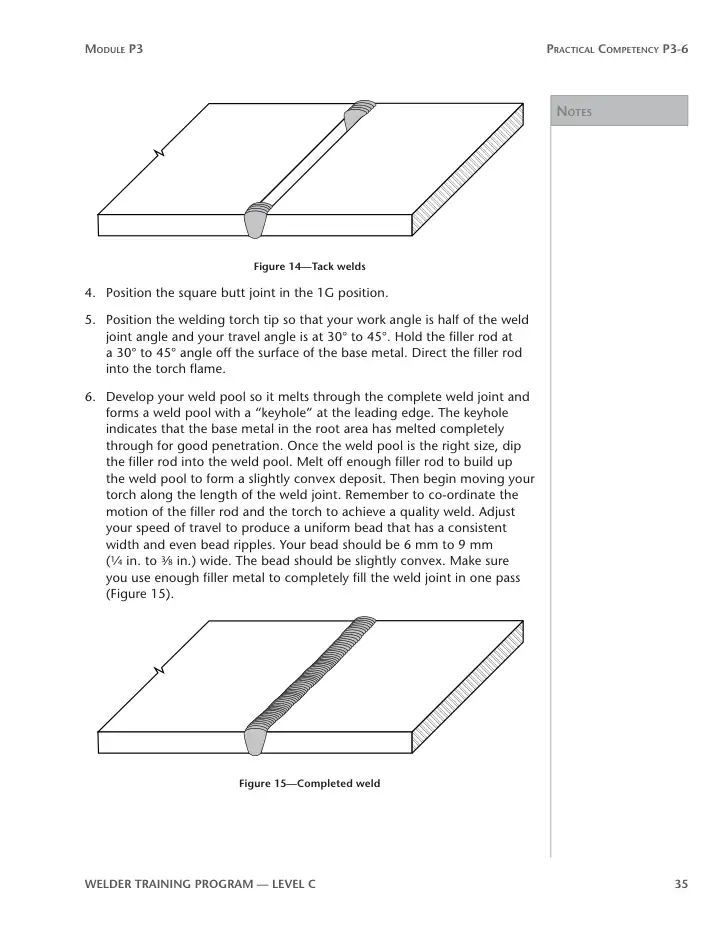 Module P3
Practical Competency P3-6
Notes
Figure 14—Tack welds
4. Position the square butt joint in the 1G position.
5. Position the welding torch tip so that your work angle is half of the weld
joint angle and your travel angle is at 30° to 45°. Hold the filler rod at
a 30° to 45° angle off the surface of the base metal. Direct the filler rod
into the torch flame.
6. Develop your weld pool so it melts through the complete weld joint and
forms a weld pool with a “keyhole” at the leading edge. The keyhole
indicates that the base metal in the root area has melted completely
through for good penetration. Once the weld pool is the right size, dip
the filler rod into the weld pool. Melt off enough filler rod to build up
the weld pool to form a slightly convex deposit. Then begin moving your
torch along the length of the weld joint. Remember to co-ordinate the
motion of the filler rod and the torch to achieve a quality weld. Adjust
your speed of travel to produce a uniform bead that has a consistent
width and even bead ripples. Your bead should be 6 mm to 9 mm
(¼ in. to ⅜ in.) wide. The bead should be slightly convex. Make sure
you use enough filler metal to completely fill the weld joint in one pass
(Figure 15).
Figure 15—Completed weld
WELDER TRAINING PROGRAM — LEVEL C
35